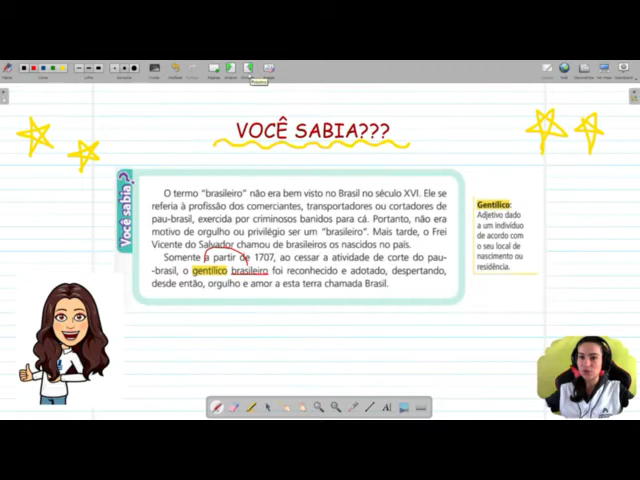 VOCÊ SABIA???
Você sabia?
O termo “brasileiro” não era bem visto no Brasil no século XVI. Ele se
referia à profissão dos comerciantes, transportadores ou cortadores de
pau-brasil, exercida por criminosos banidos para cá. Portanto, não era
motivo de orgulho ou privilégio ser um “brasileiro”. Mais tarde, o Frei
Vicente do Salvador chamou de brasileiros os nascidos no país.
Somente a partir de 1707, ao cessar a atividade de corte do pau-
-brasil, o gentílico brasileiro foi reconhecido e adotado, despertando,
desde então, orgulho e amor a esta terra chamada Brasil.
Gentílico:
Adjetivo dado
a um indivíduo
de acordo com
o seu local de
nascimento ou
residência.